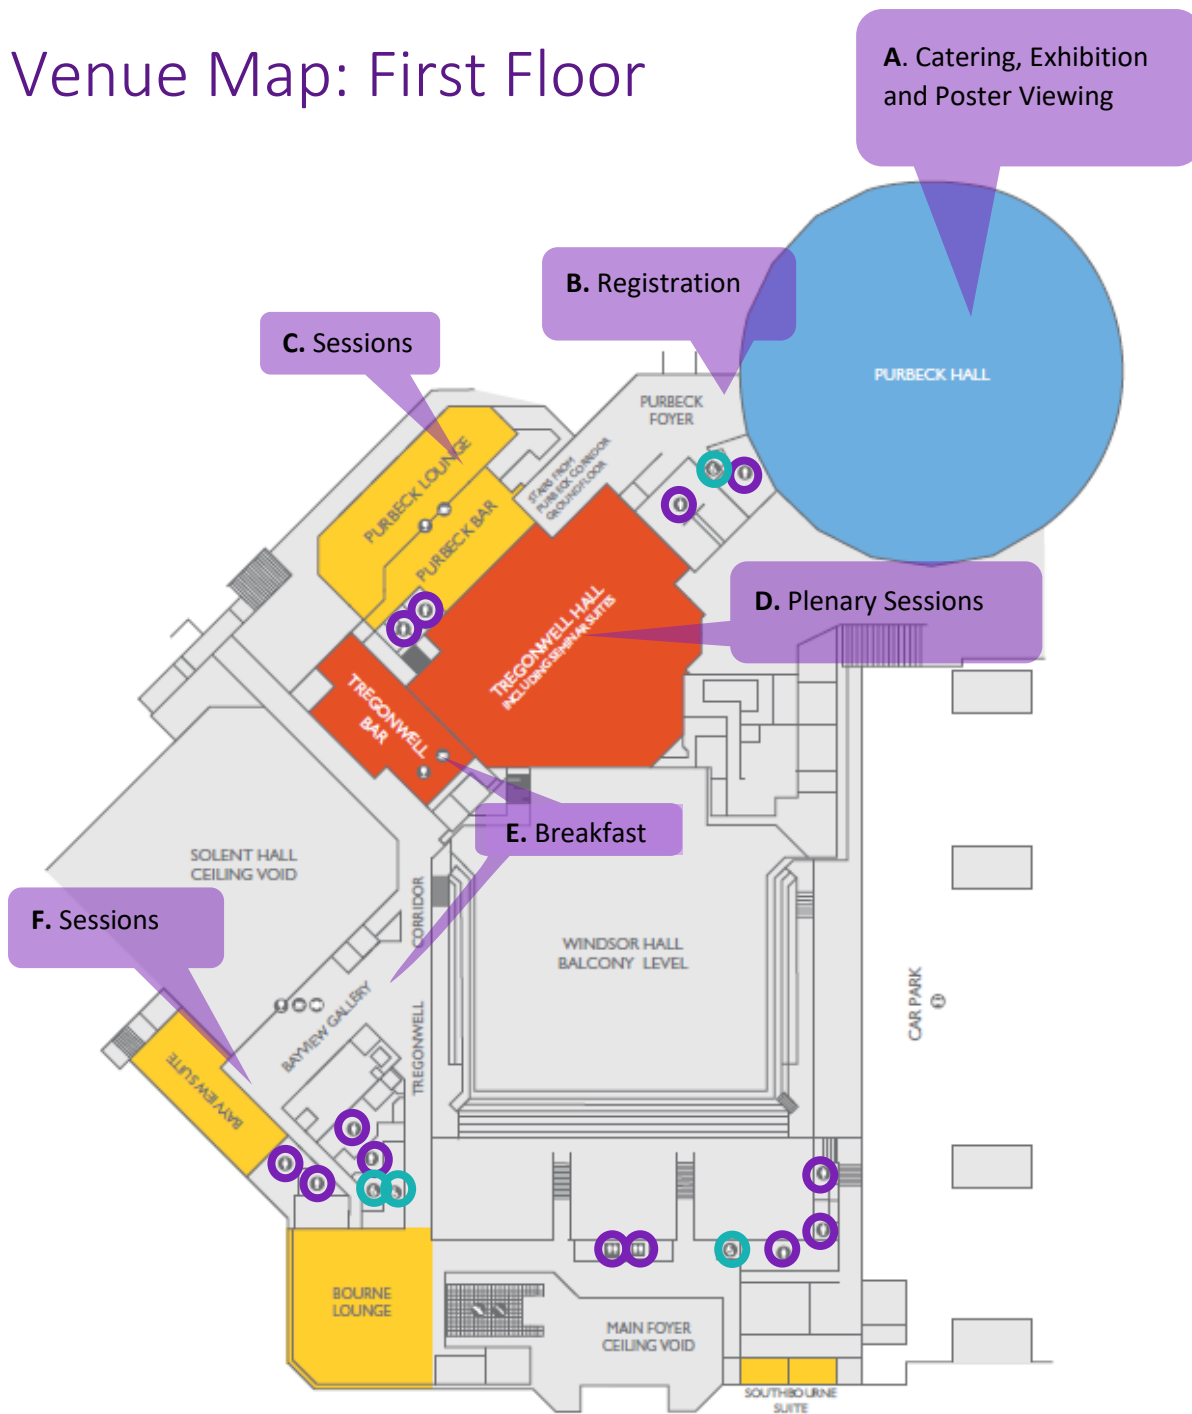 Venue Map: First Floor
A. Catering, Exhibition
and Poster Viewing
B. Registration
C. Sessions
PURBECK HALL
PURBECK
FOYER
STAIRS FROM
PURBECK CORRIDOR
GROUND FLOOR
PURBECK LOUNGE
PURBECK BAR
D. Plenary Sessions
TREGONWELL HALL
INCLUDING SEMINAR SUITES
TREGONWELL
BAR
E. Breakfast
SOLENT HALL
CEILING VOID
F. Sessions
TREGONWELL CORRIDOR
WINDSOR HALL
BALCONY LEVEL
BAYVIEW GALLERY
BAYVIEW SUITE
CAR PARK
BOURNE
LOUNGE
MAIN FOYER
CEILING VOID
SOUTHBOURNE
SUITE